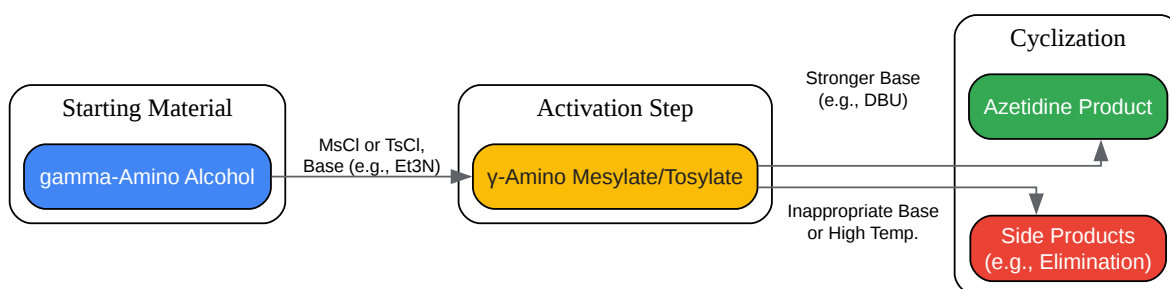 Starting Material
gamma-Amino Alcohol
MsCl or TsCl,
Base (e.g., Et3N)
Activation Step
γ-Amino Mesylate/Tosylate
Stronger Base
(e.g., DBU)
Inappropriate Base
or High Temp.
Cyclization
Azetidine Product
Side Products
(e.g., Elimination)